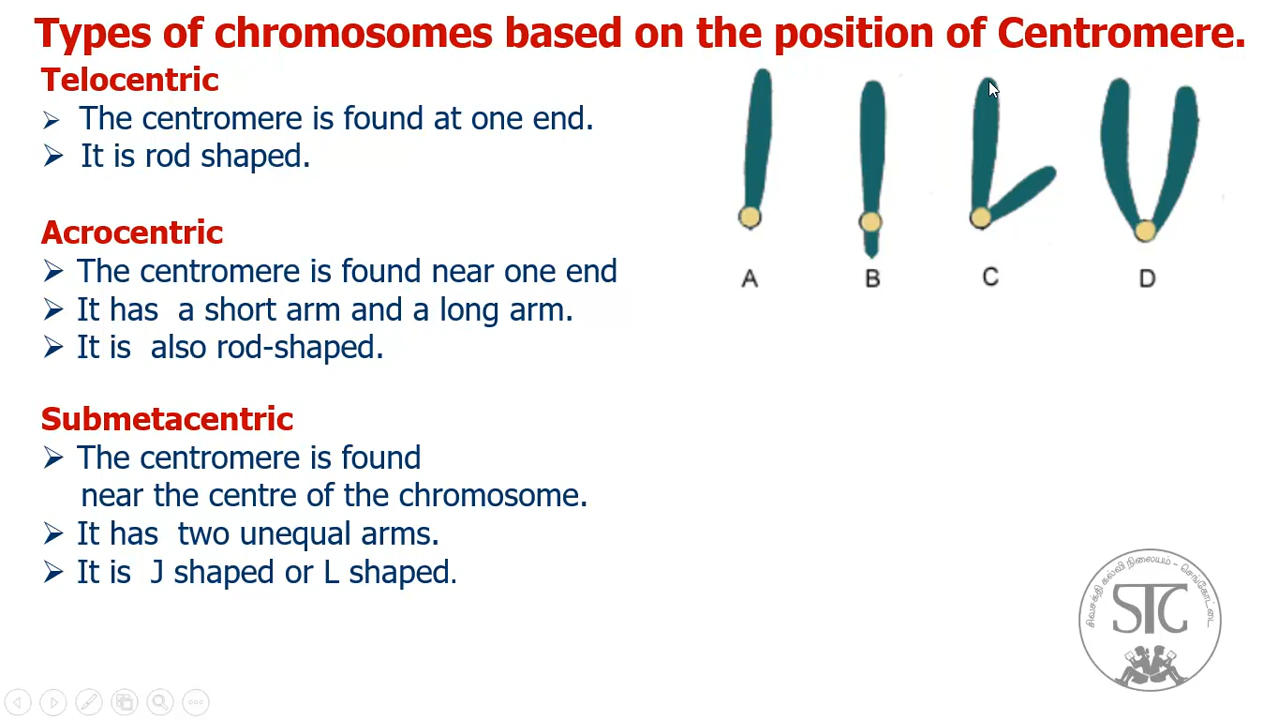 Types of chromosomes based on the position of Centromere.
Telocentric
➢ The centromere is found at one end.
➢ It is rod shaped.
Acrocentric
➢ The centromere is found near one end
➢ It has a short arm and a long arm.
➢ It is also rod-shaped.
Submetacentric
➢ The centromere is found
near the centre of the chromosome.
➢ It has two unequal arms.
➢ It is J shaped or L shaped.
A B C D
சிவசக்தி கல்வி நிலையம் - செங்கோட்டை
STC